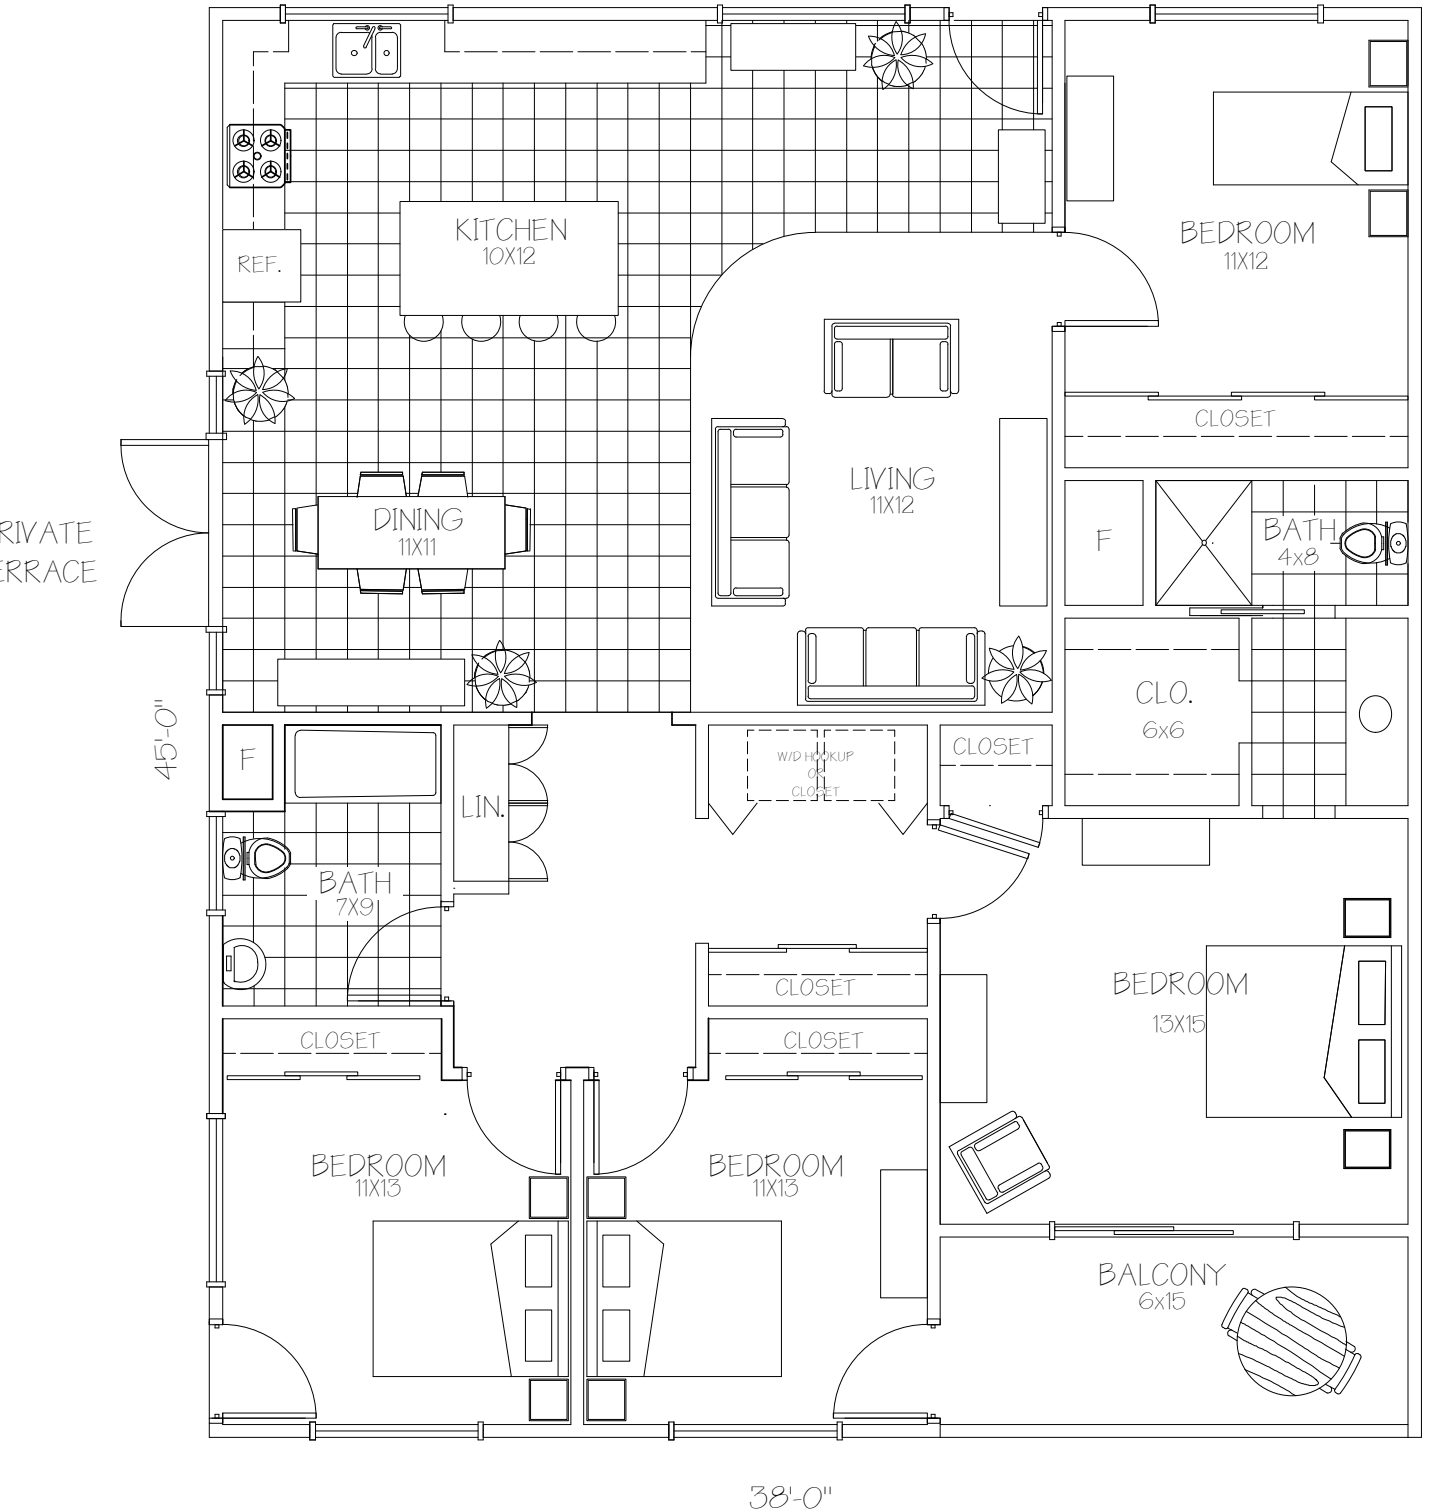 KITCHEN
10X12
REF.
BEDROOM
11X12
CLOSET
LIVING
11X12
DINING
11X11
RIVATE
ERRACE
F
BATH
4x8
CLO.
6x6
45'-0"
F
LIN.
W/D HOOKUP
OR
CLOSET
CLOSET
BATH
7X9
CLOSET
CLOSET
CLOSET
BEDROOM
13X15
BEDROOM
11X13
BEDROOM
11X13
BALCONY
6x15
38'-0"